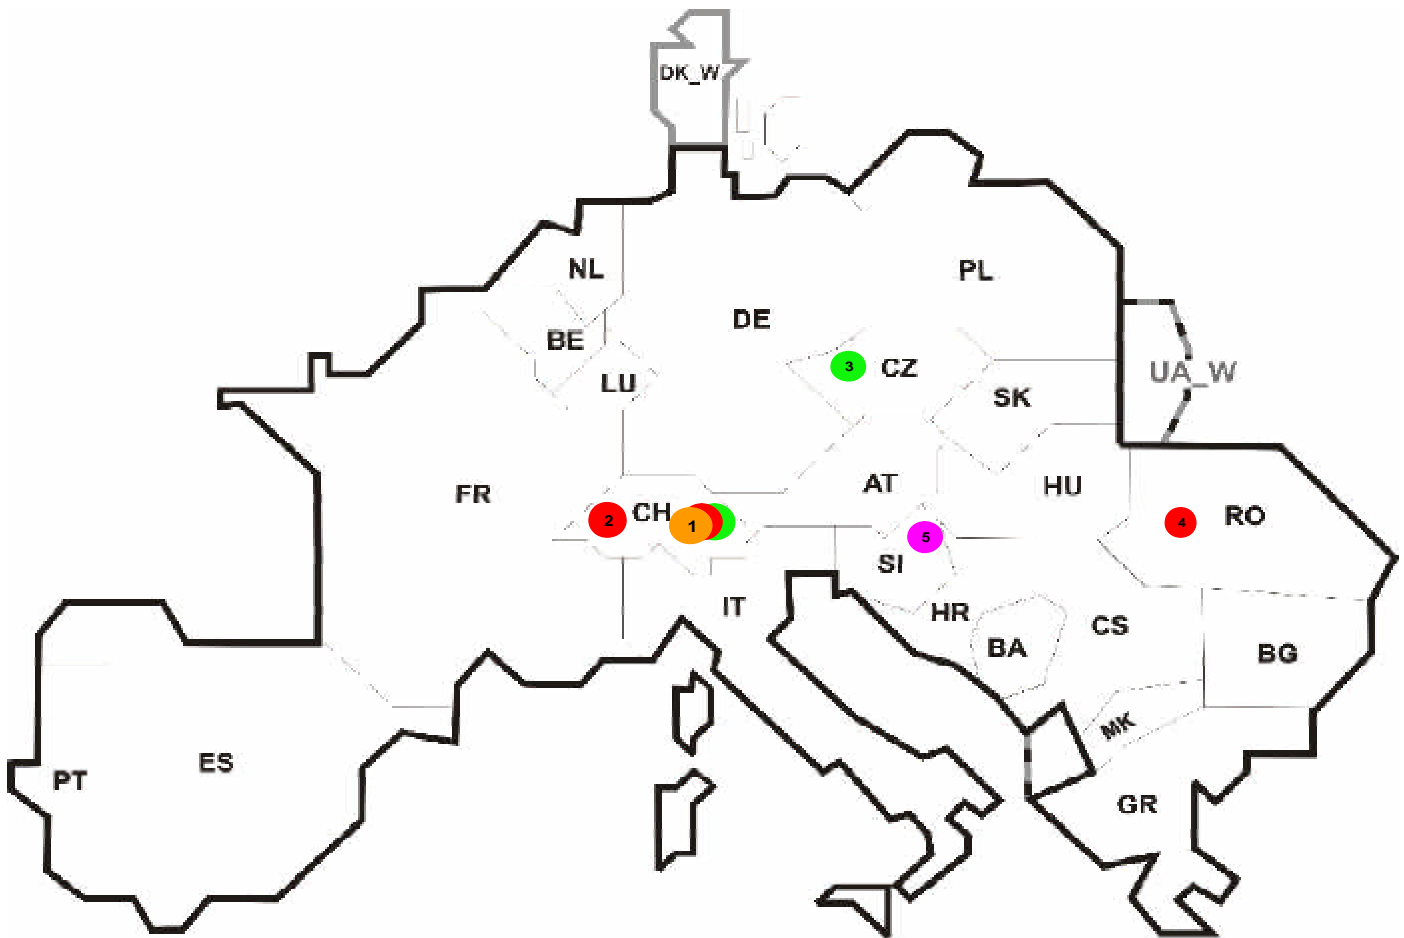 DK_W
NL
PL
DE
BE
3
CZ
UA_W
LU
SK
FR
AT
HU
2
CH
1
4
RO
5
SI
IT
HR
CS
BA
BG
MK
ES
PT
GR